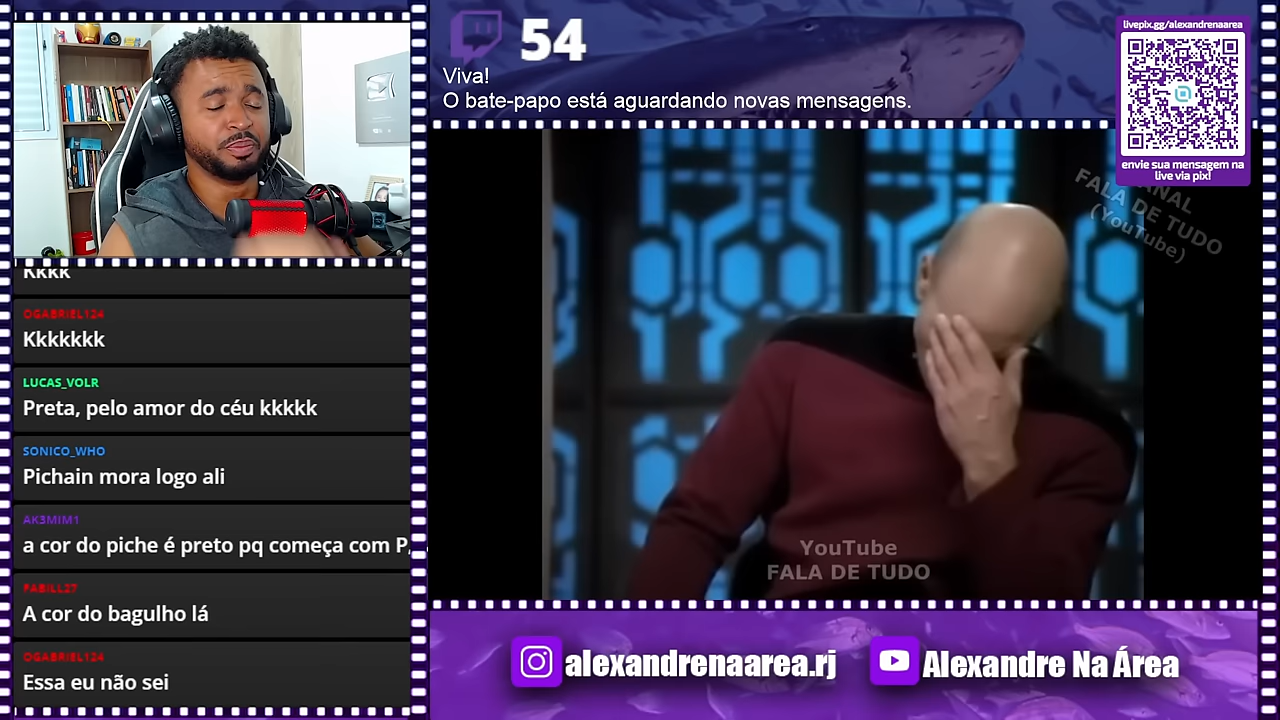 54
Viva!
O bate-papo está aguardando novas mensagens.
livepix.gg/alexandrenaarea
envie sua mensagem na
live via pix!
Kkkk
OGABRIEL124
Kkkkkkk
LUCAS_VOLR
Preta, pelo amor do céu kkkkk
SONICO_WHO
Pichain mora logo ali
AK3MIM1
a cor do piche é preto pq começa com P,
FABILL27
A cor do bagulho lá
OGABRIEL124
Essa eu não sei
FALA DE TUDO
(YouTube)
YouTube
FALA DE TUDO
alexandrenaarea.rj
Alexandre Na Área